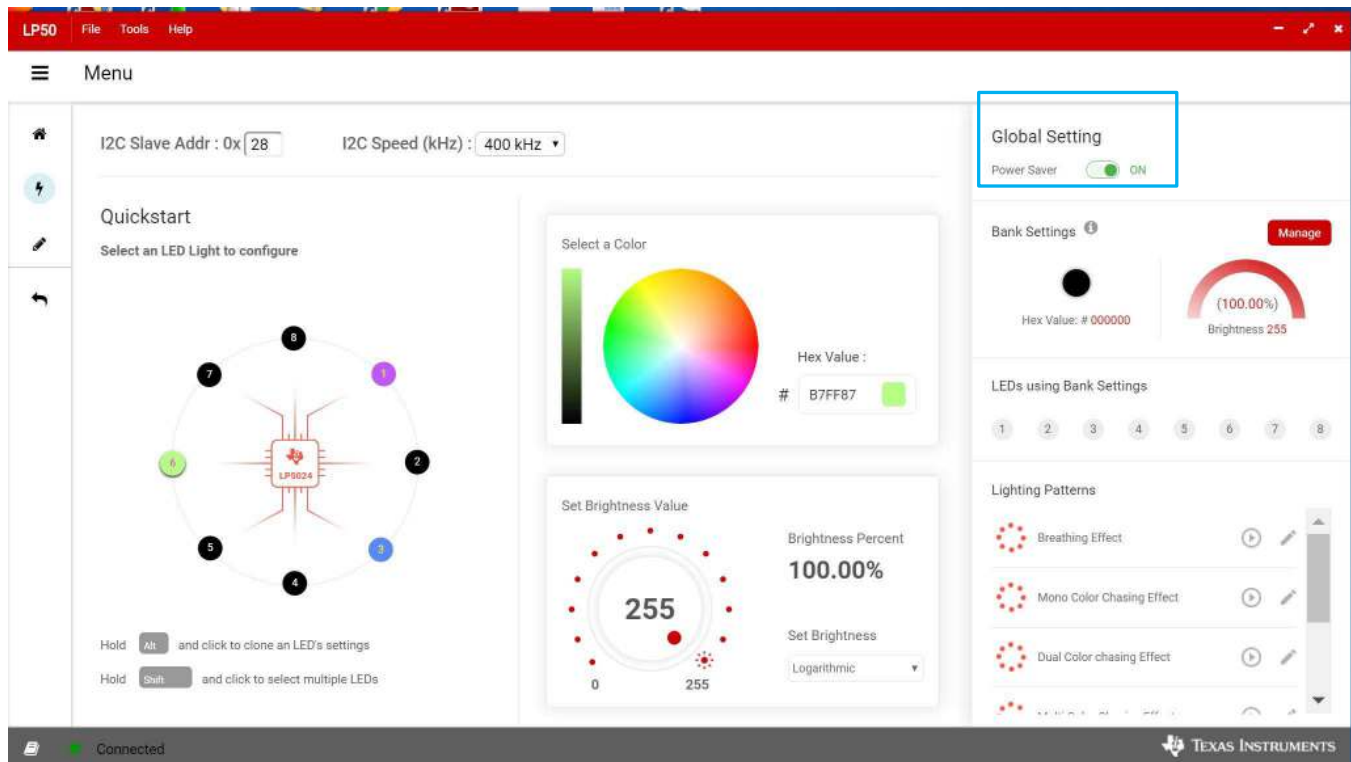 LP50 File Tools Help
Menu
I2C Slave Addr : 0x 28 I2C Speed (kHz) : 400 kHz
Global Setting
Power Saver ON
Quickstart
Select an LED Light to configure
8
7
1
6
LP5024
2
5
3
4
Hold Alt and click to clone an LED's settings
Hold Shift and click to select multiple LEDs
Select a Color
Hex Value :
# B7FF87
Set Brightness Value
255
0 255
Brightness Percent
100.00%
Set Brightness
Logarithmic
Bank Settings
Manage
Hex Value: # 000000
(100.00%)
Brightness 255
LEDs using Bank Settings
1 2 3 4 5 6 7 8
Lighting Patterns
Breathing Effect
Mono Color Chasing Effect
Dual Color chasing Effect
Connected
TEXAS INSTRUMENTS